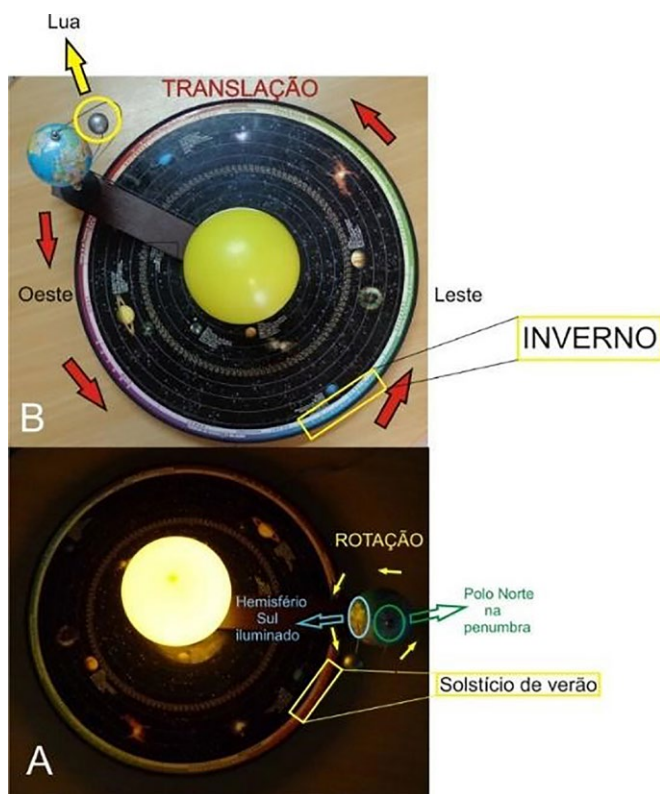 Lua
TRANSLAÇÃO
Oeste
Leste
INVERNO
B
ROTAÇÃO
Hemisfério
Sul
iluminado
Polo Norte
na
penumbra
Solstício de verão
A